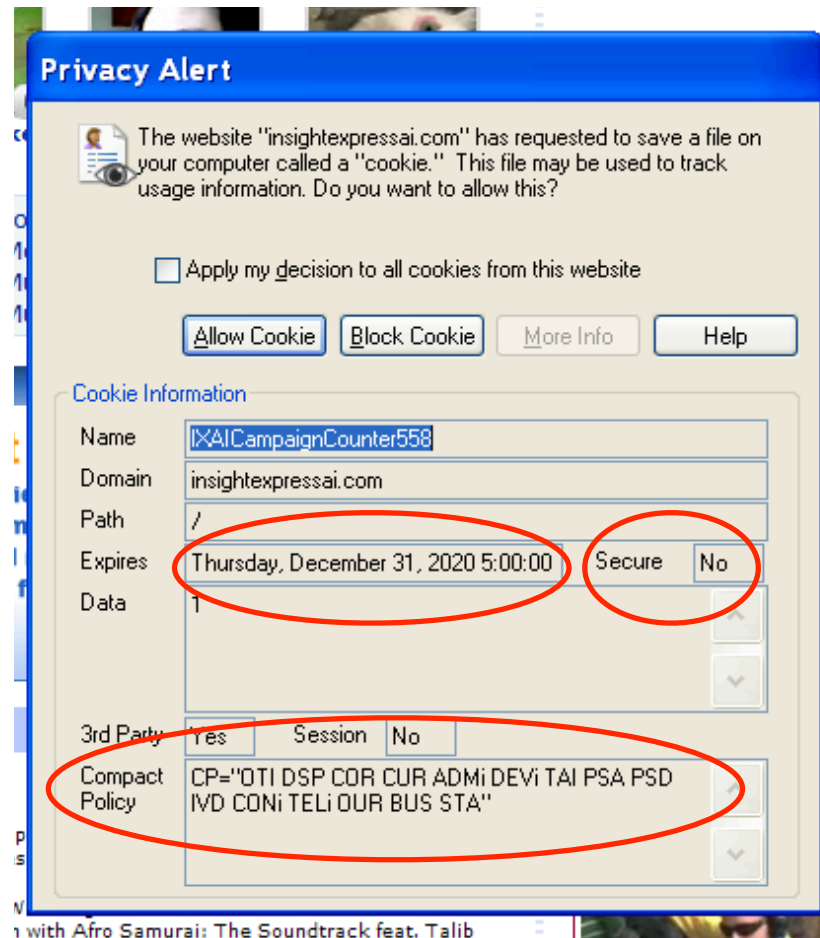 Privacy Alert
The website "insightexpressai.com" has requested to save a file on
your computer called a "cookie." This file may be used to track
usage information. Do you want to allow this?
Apply my decision to all cookies from this website
Allow Cookie Block Cookie More Info Help
Cookie Information
Name IXAICampaignCounter558
Domain insightexpressai.com
Path /
Expires Thursday, December 31, 2020 5:00:00 Secure No
Data 1
3rd Party Yes Session No
Compact CP="OTI DSP COR CUR ADMi DEVi TAI PSA PSD
Policy IVD CONi TELi OUR BUS STA"
with Afro Samurai: The Soundtrack feat. Talib